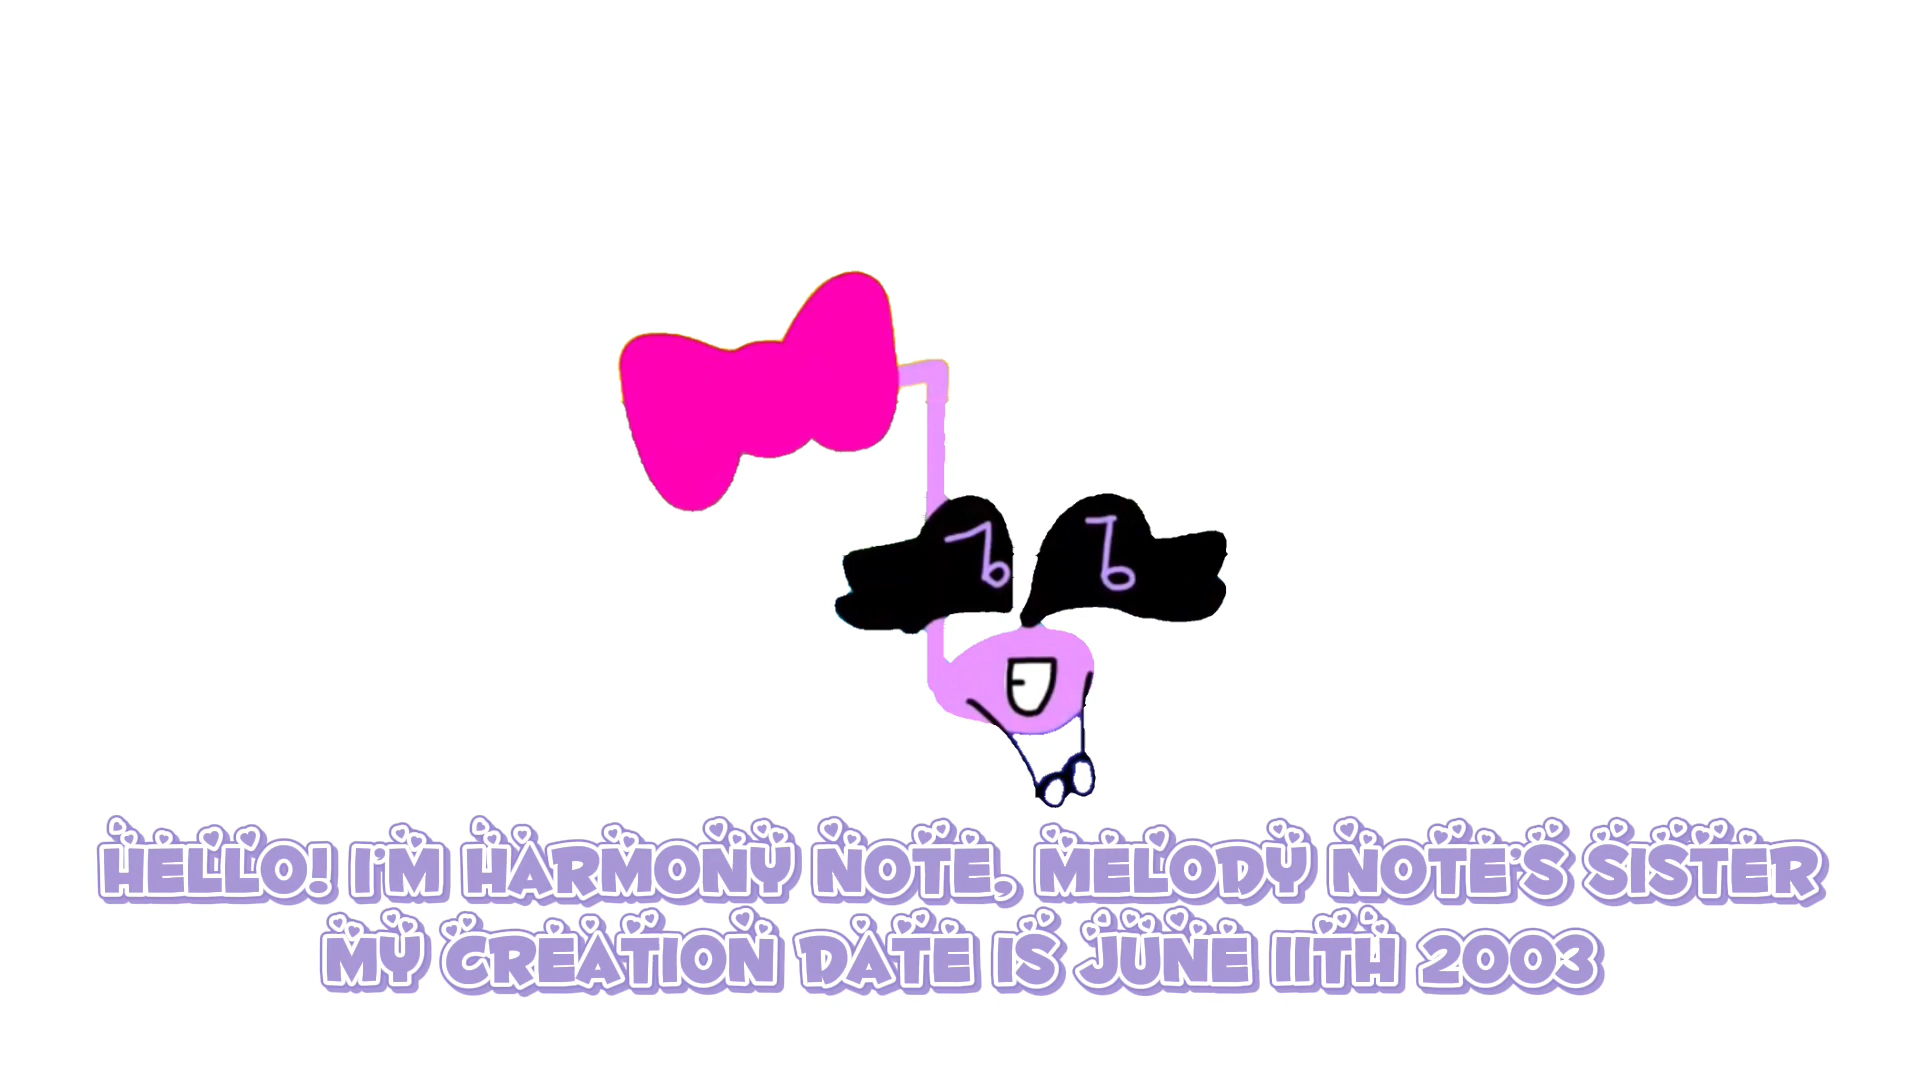 HELLO! I'M HARMONY NOTE, MELODY NOTE'S SISTER
MY CREATION DATE IS JUNE 11TH 2003